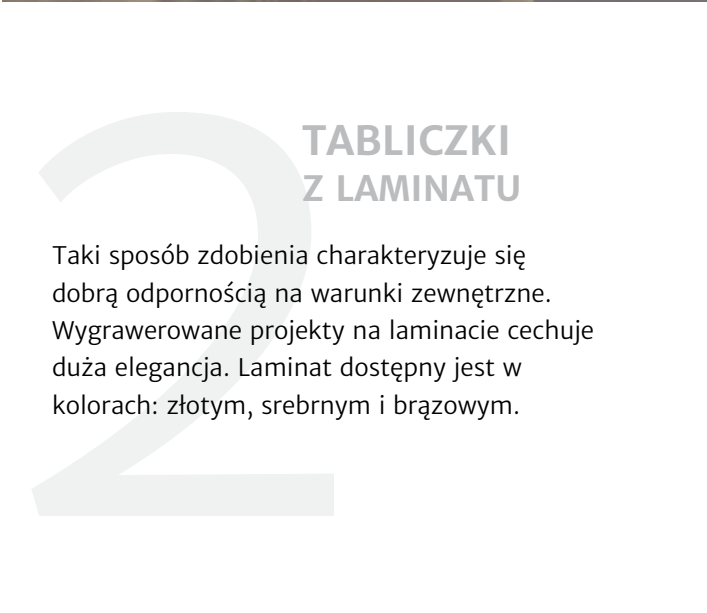 2
TABLICZKI
Z LAMINATU
Taki sposób zdobienia charakteryzuje się
dobrą odpornością na warunki zewnętrzne.
Wygrawerowane projekty na laminacie cechuje
duża elegancja. Laminat dostępny jest w
kolorach: złotym, srebrnym i brązowym.